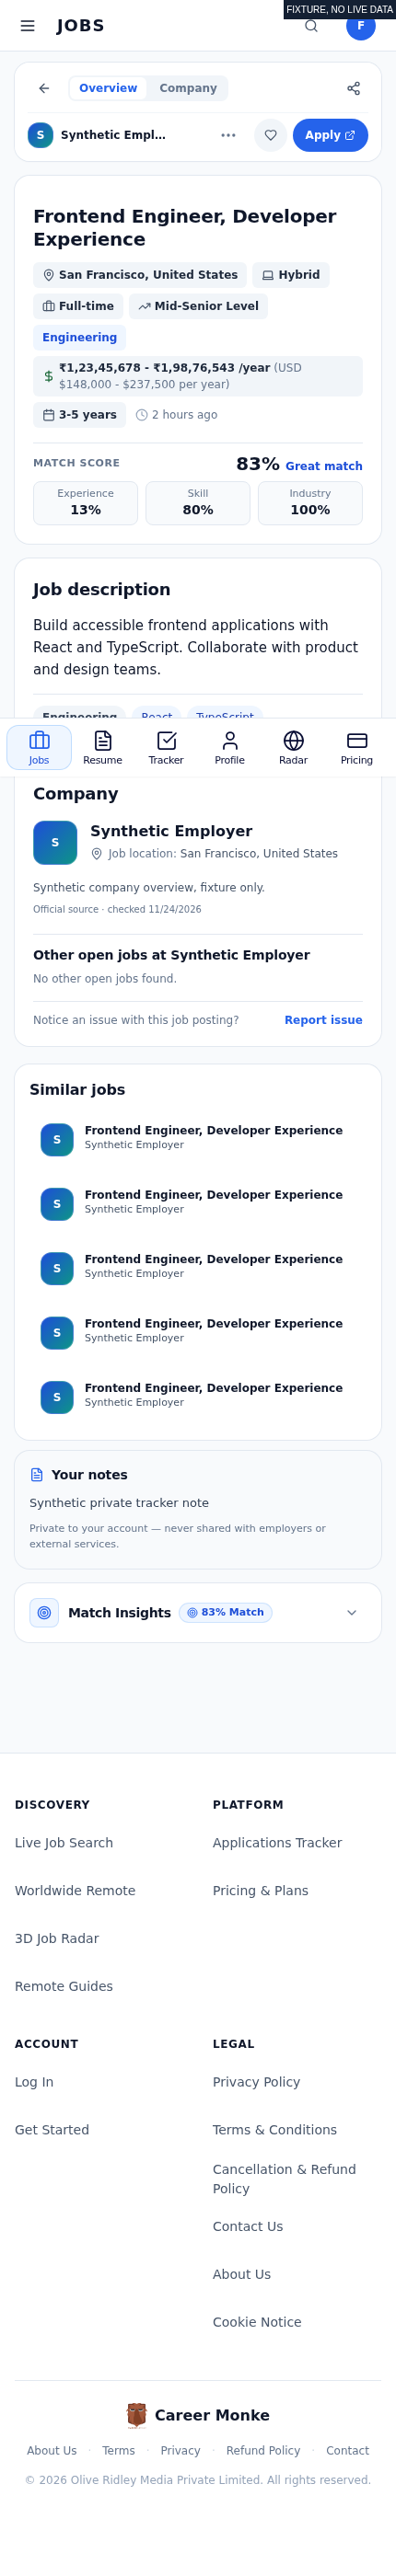 FIXTURE, NO LIVE DATA
JOBS
F
Overview
Company
S
Synthetic Empl...
Apply
Frontend Engineer, Developer
Experience
San Francisco, United States
Hybrid
Full-time
Mid-Senior Level
Engineering
₹1,23,45,678 - ₹1,98,76,543 /year (USD
$148,000 - $237,500 per year)
3-5 years
2 hours ago
MATCH SCORE
83% Great match
Experience
13%
Skill
80%
Industry
100%
Job description
Build accessible frontend applications with
React and TypeScript. Collaborate with product
and design teams.
Engineering
React
TypeScript
Jobs
Resume
Tracker
Profile
Radar
Pricing
Company
S
Synthetic Employer
Job location: San Francisco, United States
Synthetic company overview, fixture only.
Official source · checked 11/24/2026
Other open jobs at Synthetic Employer
No other open jobs found.
Notice an issue with this job posting?
Report issue
Similar jobs
S
Frontend Engineer, Developer Experience
Synthetic Employer
S
Frontend Engineer, Developer Experience
Synthetic Employer
S
Frontend Engineer, Developer Experience
Synthetic Employer
S
Frontend Engineer, Developer Experience
Synthetic Employer
S
Frontend Engineer, Developer Experience
Synthetic Employer
Your notes
Synthetic private tracker note
Private to your account — never shared with employers or
external services.
Match Insights
83% Match
DISCOVERY
Live Job Search
Worldwide Remote
3D Job Radar
Remote Guides
PLATFORM
Applications Tracker
Pricing & Plans
ACCOUNT
Log In
Get Started
LEGAL
Privacy Policy
Terms & Conditions
Cancellation & Refund
Policy
Contact Us
About Us
Cookie Notice
Career Monke
About Us · Terms · Privacy · Refund Policy · Contact
© 2026 Olive Ridley Media Private Limited. All rights reserved.